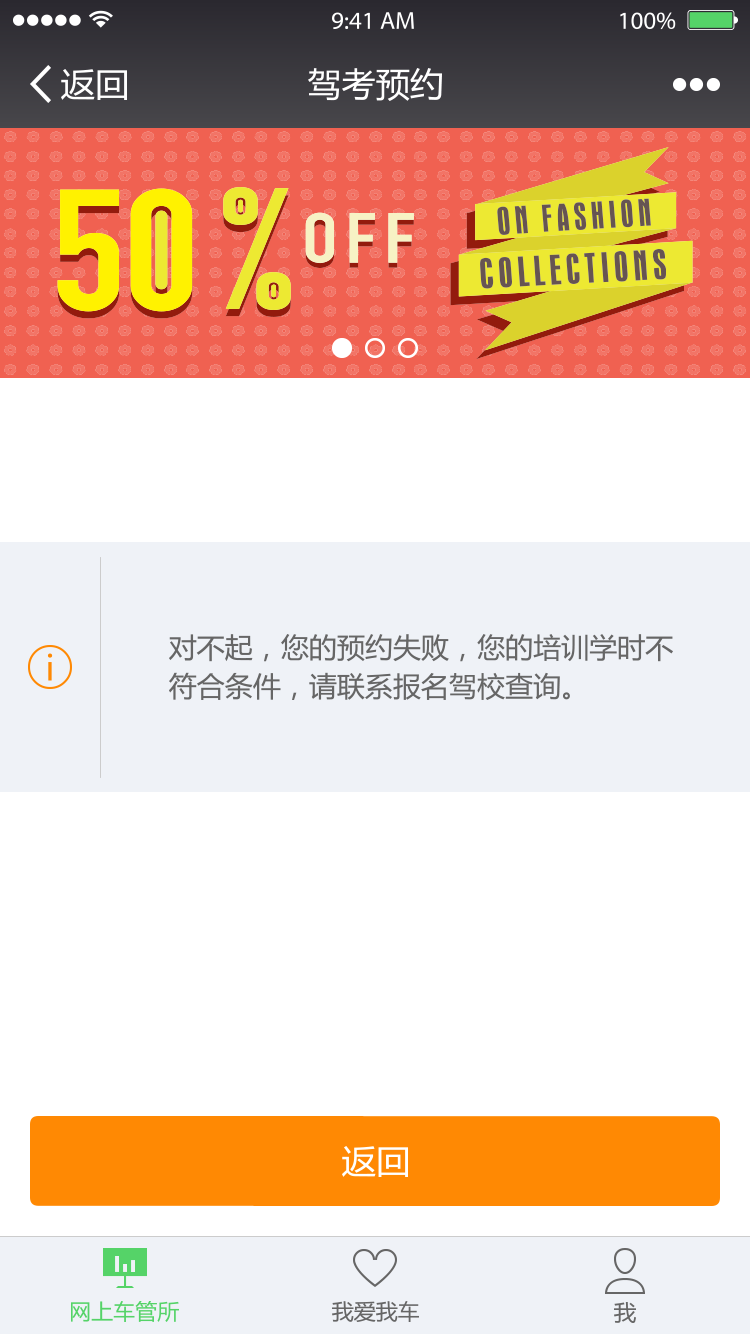 9:41 AM
100%
返回
驾考预约
50%OFF
ON FASHION
COLLECTIONS
对不起，您的预约失败，您的培训学时不
符合条件，请联系报名驾校查询。
返回
网上车管所
我爱我车
我